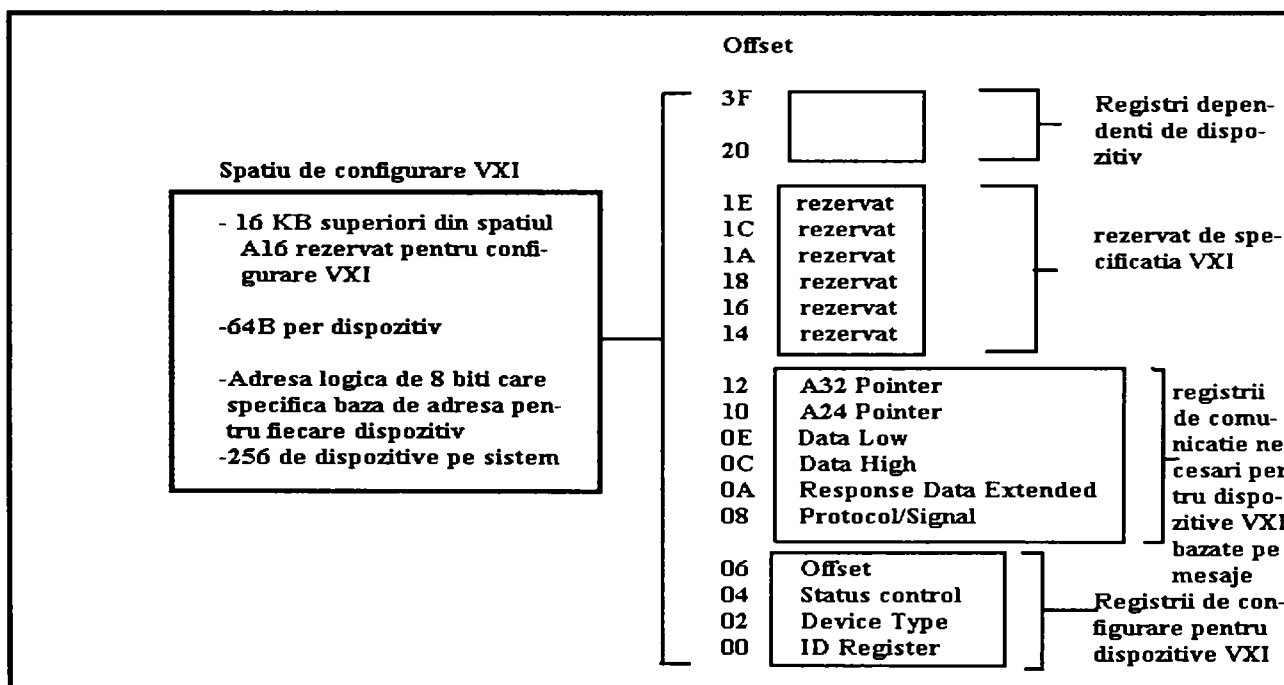 Offset
Spatiu de configurare VXI
- 16 KB superiori din spatiul
A16 rezervat pentru confi-
gurare VXI
-64B per dispozitiv
-Adresa logica de 8 biti care
specifica baza de adresa pen-
tru fiecare dispozitiv
-256 de dispozitive pe sistem
3F
20
Registri depen-
denti de dispo-
zitiv
1E rezervat
1C rezervat
1A rezervat
18 rezervat
16 rezervat
14 rezervat
rezervat de spe-
cificatia VXI
12 A32 Pointer
10 A24 Pointer
0E Data Low
0C Data High
0A Response Data Extended
08 Protocol/Signal
registrii
de comu-
nicatie ne
cesari per
tru dispo-
zitive VXI
bazate pe
mesaje
06 Offset
04 Status control
02 Device Type
00 ID Register
Registrii de con-
figurare pentru
dispozitive VXI